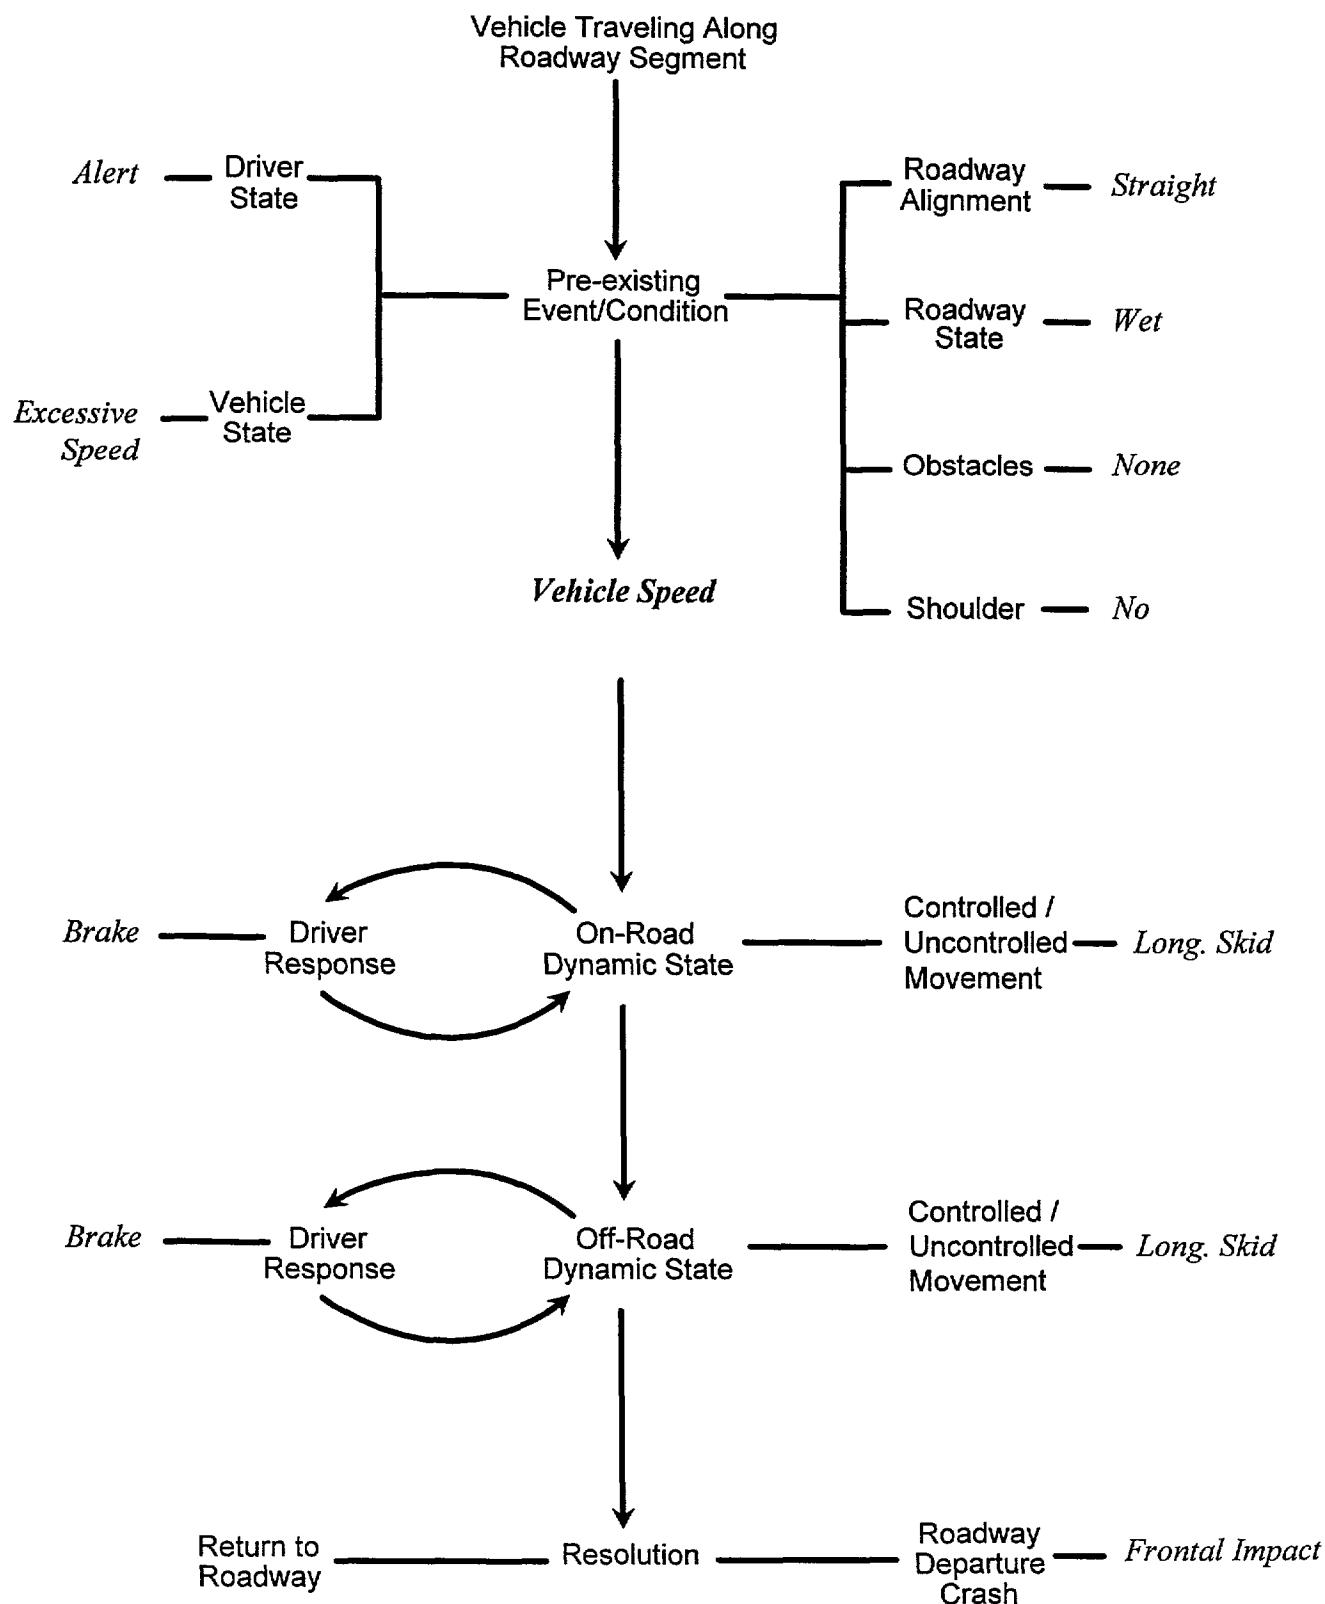 Vehicle Traveling Along
Roadway Segment
Alert
Driver
State
Roadway
Alignment
Straight
Pre-existing
Event/Condition
Roadway
State
Wet
Excessive
Speed
Vehicle
State
Obstacles
None
Vehicle Speed
Shoulder
No
Brake
Driver
Response
On-Road
Dynamic State
Controlled /
Uncontrolled
Movement
Long. Skid
Brake
Driver
Response
Off-Road
Dynamic State
Controlled /
Uncontrolled
Movement
Long. Skid
Return to
Roadway
Resolution
Roadway
Departure
Crash
Frontal Impact